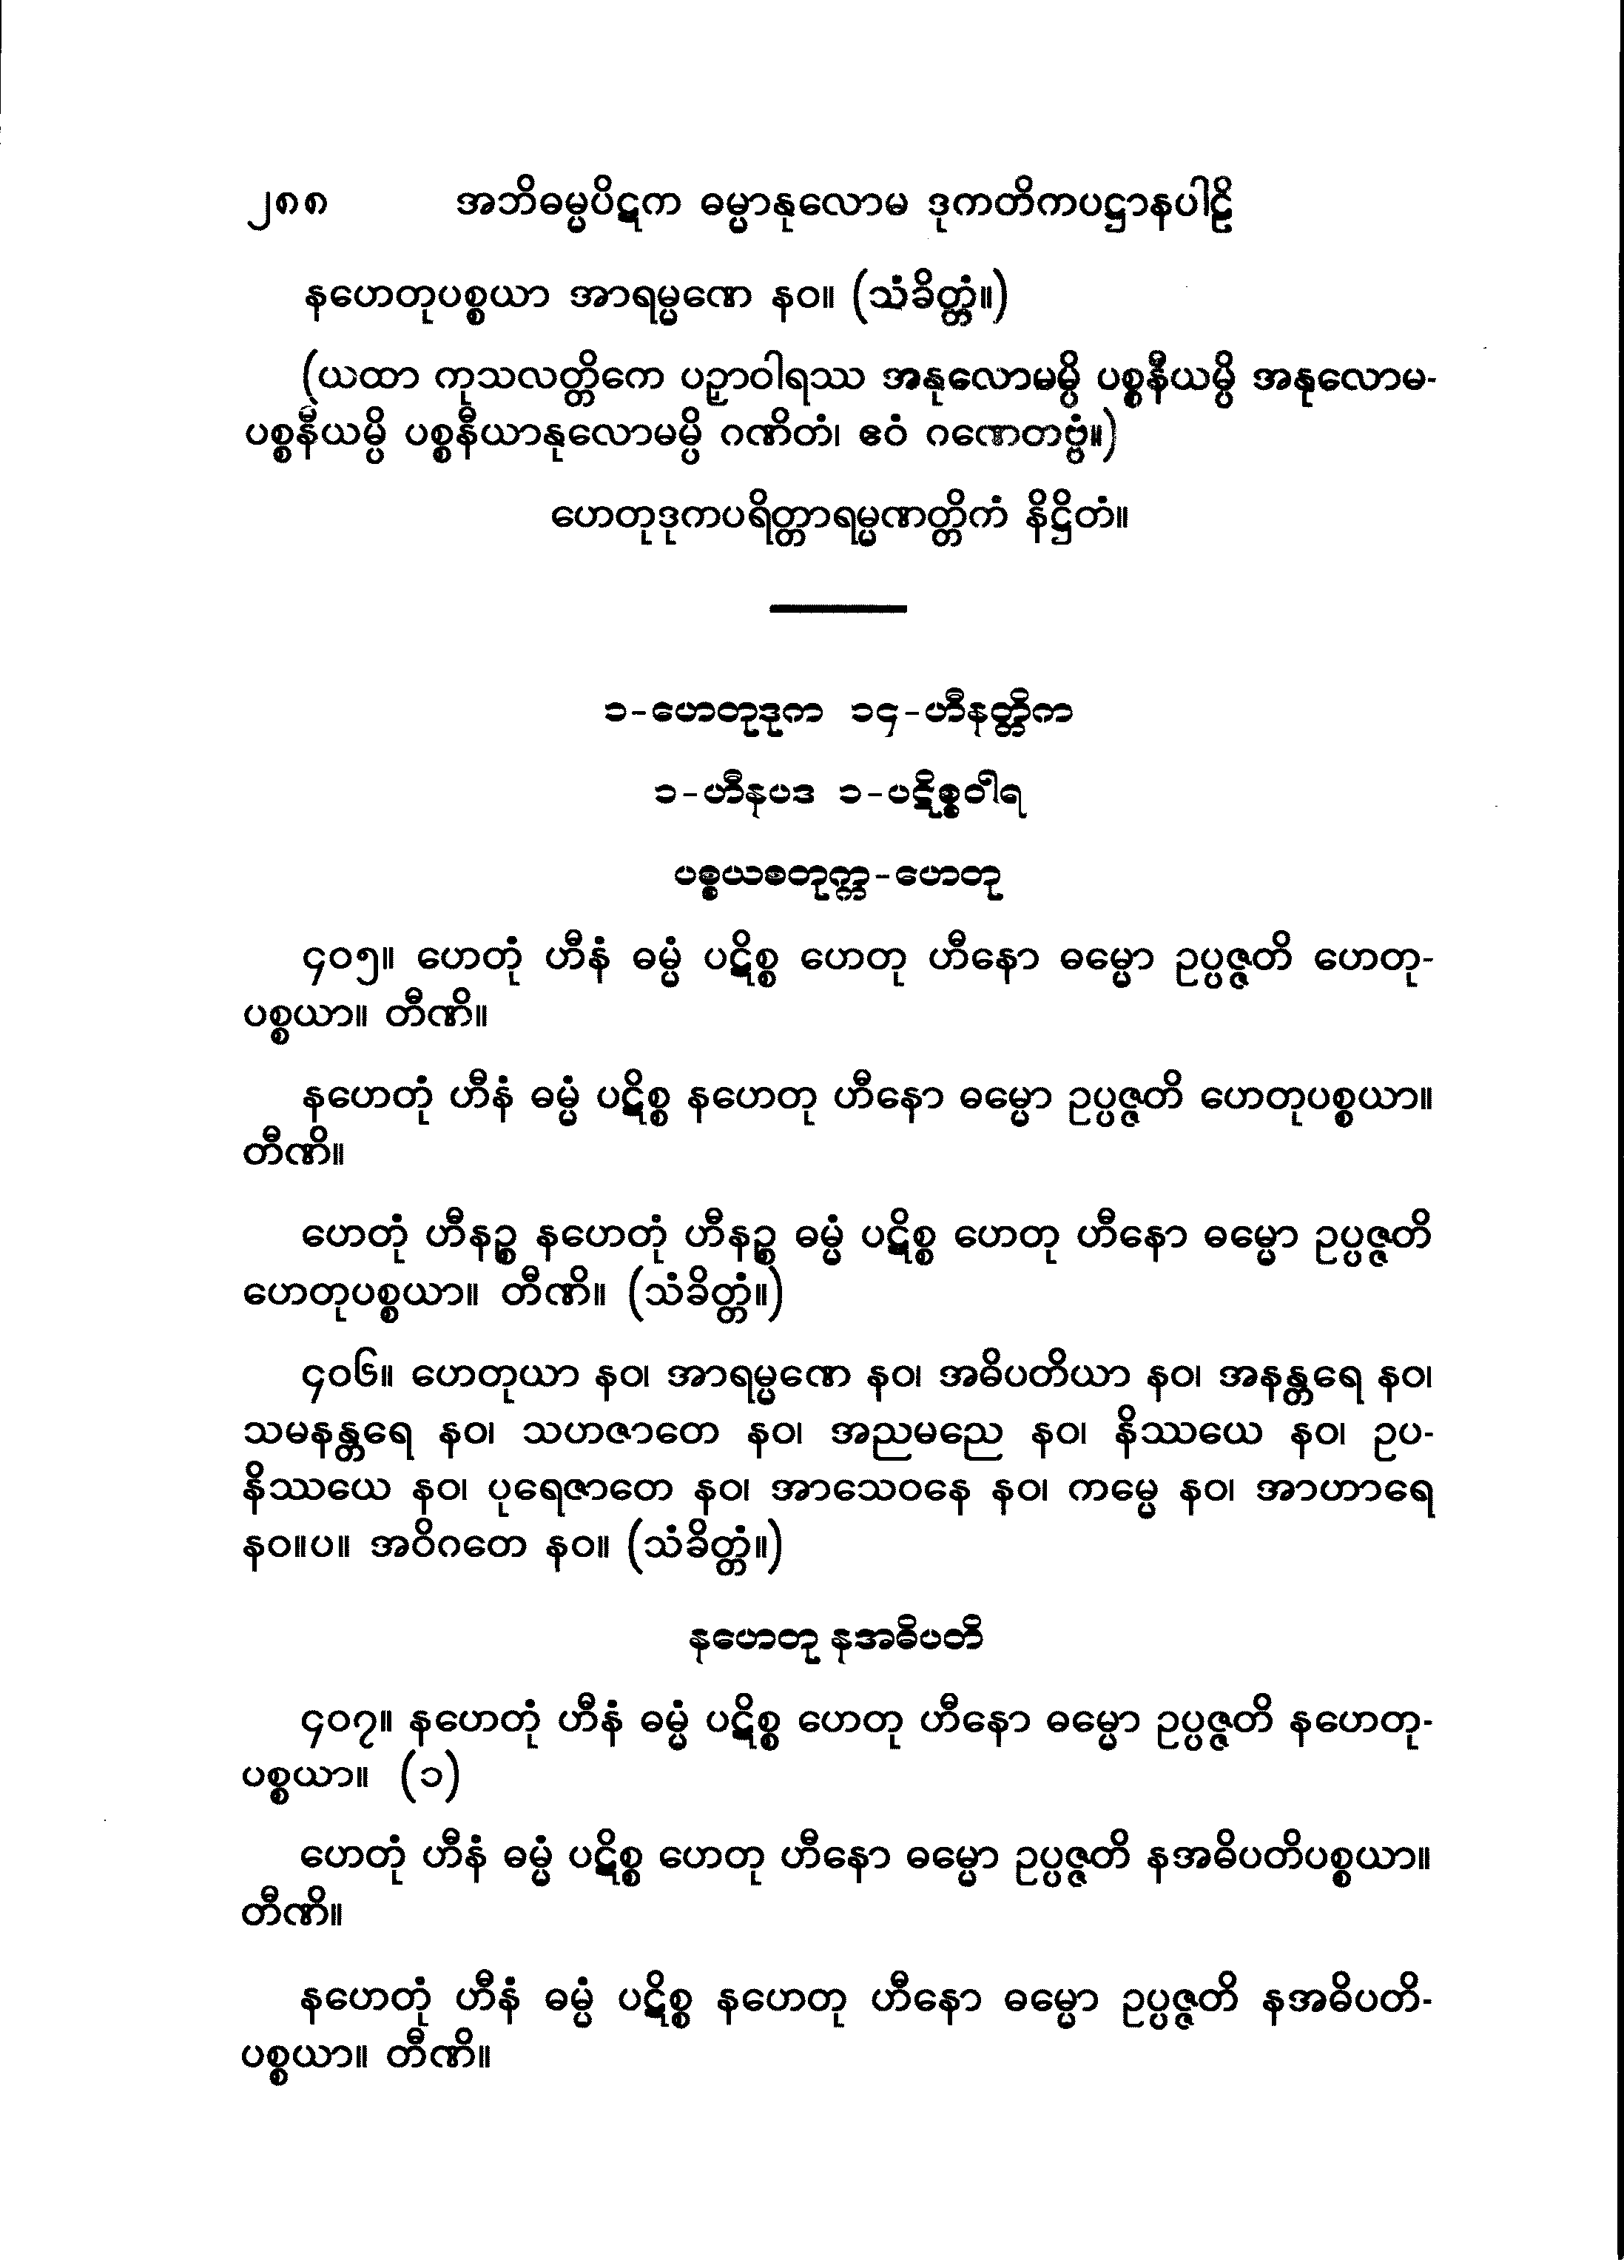 ၂၈၈ အဘိဓမ္မပိဋက ဓမ္မာနုလောမ ဒုကတိကပဋ္ဌာနပါဠိ
နဟေတုပစ္စယာ အာရမ္မဏေ နဝ။ (သံခိတ္တံ။)
(ယထာ ကုသလတ္တိကေ ပဉှာဝါရဿ အနုလောမမ္ပိ ပစ္စနီယမ္ပိ အနုလောမ-
ပစ္စနီယမ္ပိ ပစ္စနီယာနုလောမမ္ပိ ဂဏိတံ၊ ဧဝံ ဂဏေတဗ္ဗံ။)
ဟေတုဒုကပရိတ္တာရမ္မဏတ္တိကံ နိဋ္ဌိတံ။
၁-ဟေတုဒုက ၁၄-ဟီနတ္တိက
၁-ဟီနပဒ ၁-ပဋိစ္စဝါရ
ပစ္စယစတုက္က-ဟေတု
၄၀၅။ ဟေတုံ ဟီနံ ဓမ္မံ ပဋိစ္စ ဟေတု ဟီနော ဓမ္မော ဥပ္ပဇ္ဇတိ ဟေတု-
ပစ္စယာ။ တီဏိ။
နဟေတုံ ဟီနံ ဓမ္မံ ပဋိစ္စ နဟေတု ဟီနော ဓမ္မော ဥပ္ပဇ္ဇတိ ဟေတုပစ္စယာ။
တီဏိ။
ဟေတုံ ဟီနဉ္စ နဟေတုံ ဟီနဉ္စ ဓမ္မံ ပဋိစ္စ ဟေတု ဟီနော ဓမ္မော ဥပ္ပဇ္ဇတိ
ဟေတုပစ္စယာ။ တီဏိ။ (သံခိတ္တံ။)
၄၀၆။ ဟေတုယာ နဝ၊ အာရမ္မဏေ နဝ၊ အဓိပတိယာ နဝ၊ အနန္တရေ နဝ၊
သမနန္တရေ နဝ၊ သဟဇာတေ နဝ၊ အညမညေ နဝ၊ နိဿယေ နဝ၊ ဥပ-
နိဿယေ နဝ၊ ပုရေဇာတေ နဝ၊ အာသေဝနေ နဝ၊ ကမ္မေ နဝ၊ အာဟာရေ
နဝ။ပ။ အဝိဂတေ နဝ။ (သံခိတ္တံ။)
နဟေတု နအဓိပတိ
၄၀၇။ နဟေတုံ ဟီနံ ဓမ္မံ ပဋိစ္စ ဟေတု ဟီနော ဓမ္မော ဥပ္ပဇ္ဇတိ နဟေတု-
ပစ္စယာ။ (၁)
ဟေတုံ ဟီနံ ဓမ္မံ ပဋိစ္စ ဟေတု ဟီနော ဓမ္မော ဥပ္ပဇ္ဇတိ နအဓိပတိပစ္စယာ။
တီဏိ။
နဟေတုံ ဟီနံ ဓမ္မံ ပဋိစ္စ နဟေတု ဟီနော ဓမ္မော ဥပ္ပဇ္ဇတိ နအဓိပတိ-
ပစ္စယာ။ တီဏိ။